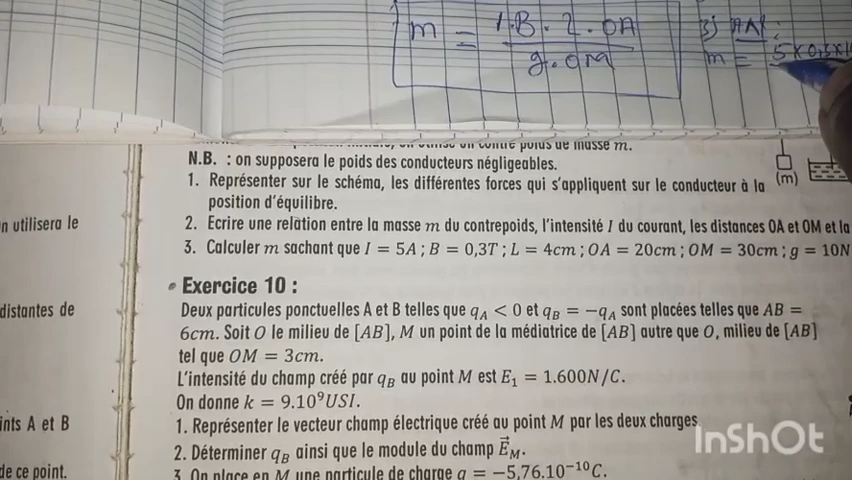 m = I.B.l.OA / g.OM
3) AN :
m = 5 x 0,3 x
de masse m.
N.B. : on supposera le poids des conducteurs négligeables.
1. Représenter sur le schéma, les différentes forces qui s'appliquent sur le conducteur à la
position d'équilibre.
(m)
n utilisera le
2. Ecrire une relation entre la masse m du contrepoids, l'intensité I du courant, les distances OA et OM et la
3. Calculer m sachant que I = 5A ; B = 0,3T ; L = 4cm ; OA = 20cm ; OM = 30cm ; g = 10N
• Exercice 10 :
distantes de
Deux particules ponctuelles A et B telles que qA < 0 et qB = −qA sont placées telles que AB =
6cm. Soit O le milieu de [AB], M un point de la médiatrice de [AB] autre que O, milieu de [AB]
tel que OM = 3cm.
L'intensité du champ créé par qB au point M est E₁ = 1.600N/C.
On donne k = 9.10⁹USI.
ints A et B
1. Représenter le vecteur champ électrique créé au point M par les deux charges
2. Déterminer qB ainsi que le module du champ E⃗M.
de ce point.
3. On place en M une particule de charge q = −5,76.10⁻¹⁰C.
InShOt